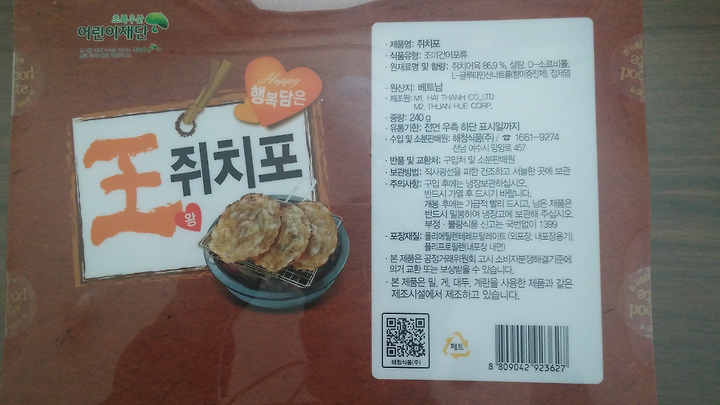 초록우산
어린이재단
Happy
행복담은
王
왕
쥐치포
· 제품명: 쥐치포
· 식품유형: 조미건어포류
· 원재료명 및 함량: 쥐치어육 86.9 %, 설탕, D-소르비톨,
L-글루타민산나트륨(향미증진제), 정제염
· 원산지: 베트남
· 제조원: M1. HAI THANH CO.,LTD
M2. THUAN HUE CORP.
· 중량: 240 g
· 유통기한: 전면 우측 하단 표시일까지
· 수입 및 소분판매원: 해청식품(주) / ☎ 1661-9274
전남 여수시 망양로 457
· 반품 및 교환처: 구입처 및 소분판매원
· 보관방법: 직사광선을 피한 건조하고 서늘한 곳에 보관
· 주의사항: 구입 후에는 냉장보관하십시오.
반드시 가열 후 드시기 바랍니다.
개봉 후에는 가급적 빨리 드시고, 남은 제품은
반드시 밀봉하여 냉장고에 보관해 주십시오.
부정 · 불량식품 신고는 국번없이 1399
· 포장재질: 폴리에틸렌테레프탈레이트 (외포장, 내포장용기),
폴리프로필렌(내포장 내면)
· 본 제품은 공정거래위원회 고시 소비자분쟁해결기준에
의거 교환 또는 보상받을 수 있습니다.
· 본 제품은 밀, 게, 대두, 계란을 사용한 제품과 같은
제조시설에서 제조하고 있습니다.
해청식품(주)
페트
8 809042 923627